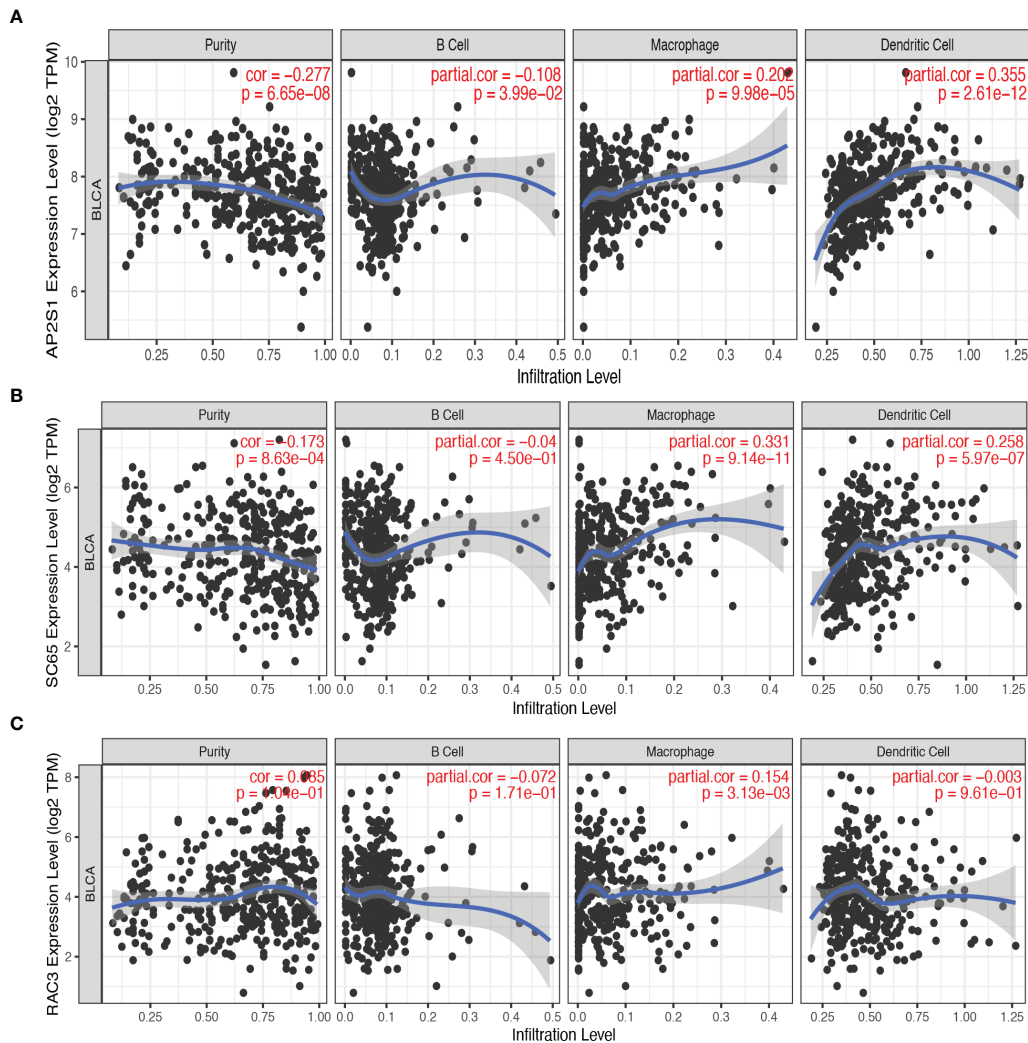 A
Purity
B Cell
Macrophage
Dendritic Cell
AP2S1 Expression Level (log2 TPM)
BLCA
10
9
8
7
6
cor = −0.277
p = 6.65e−08
partial.cor = −0.108
p = 3.99e−02
partial.cor = 0.202
p = 9.98e−05
partial.cor = 0.355
p = 2.61e−12
0.25 0.50 0.75 1.00
0.0 0.1 0.2 0.3 0.4 0.5
0.0 0.1 0.2 0.3 0.4
0.25 0.50 0.75 1.00 1.25
Infiltration Level
B
Purity
B Cell
Macrophage
Dendritic Cell
SC65 Expression Level (log2 TPM)
BLCA
6
4
2
cor = −0.173
p = 8.63e−04
partial.cor = −0.04
p = 4.50e−01
partial.cor = 0.331
p = 9.14e−11
partial.cor = 0.258
p = 5.97e−07
0.25 0.50 0.75 1.00
0.0 0.1 0.2 0.3 0.4 0.5
0.0 0.1 0.2 0.3 0.4
0.25 0.50 0.75 1.00 1.25
Infiltration Level
C
Purity
B Cell
Macrophage
Dendritic Cell
RAC3 Expression Level (log2 TPM)
BLCA
8
6
4
2
cor = 0.085
p = 1.04e−01
partial.cor = −0.072
p = 1.71e−01
partial.cor = 0.154
p = 3.13e−03
partial.cor = −0.003
p = 9.61e−01
0.25 0.50 0.75 1.00
0.0 0.1 0.2 0.3 0.4 0.5
0.0 0.1 0.2 0.3 0.4
0.25 0.50 0.75 1.00 1.25
Infiltration Level